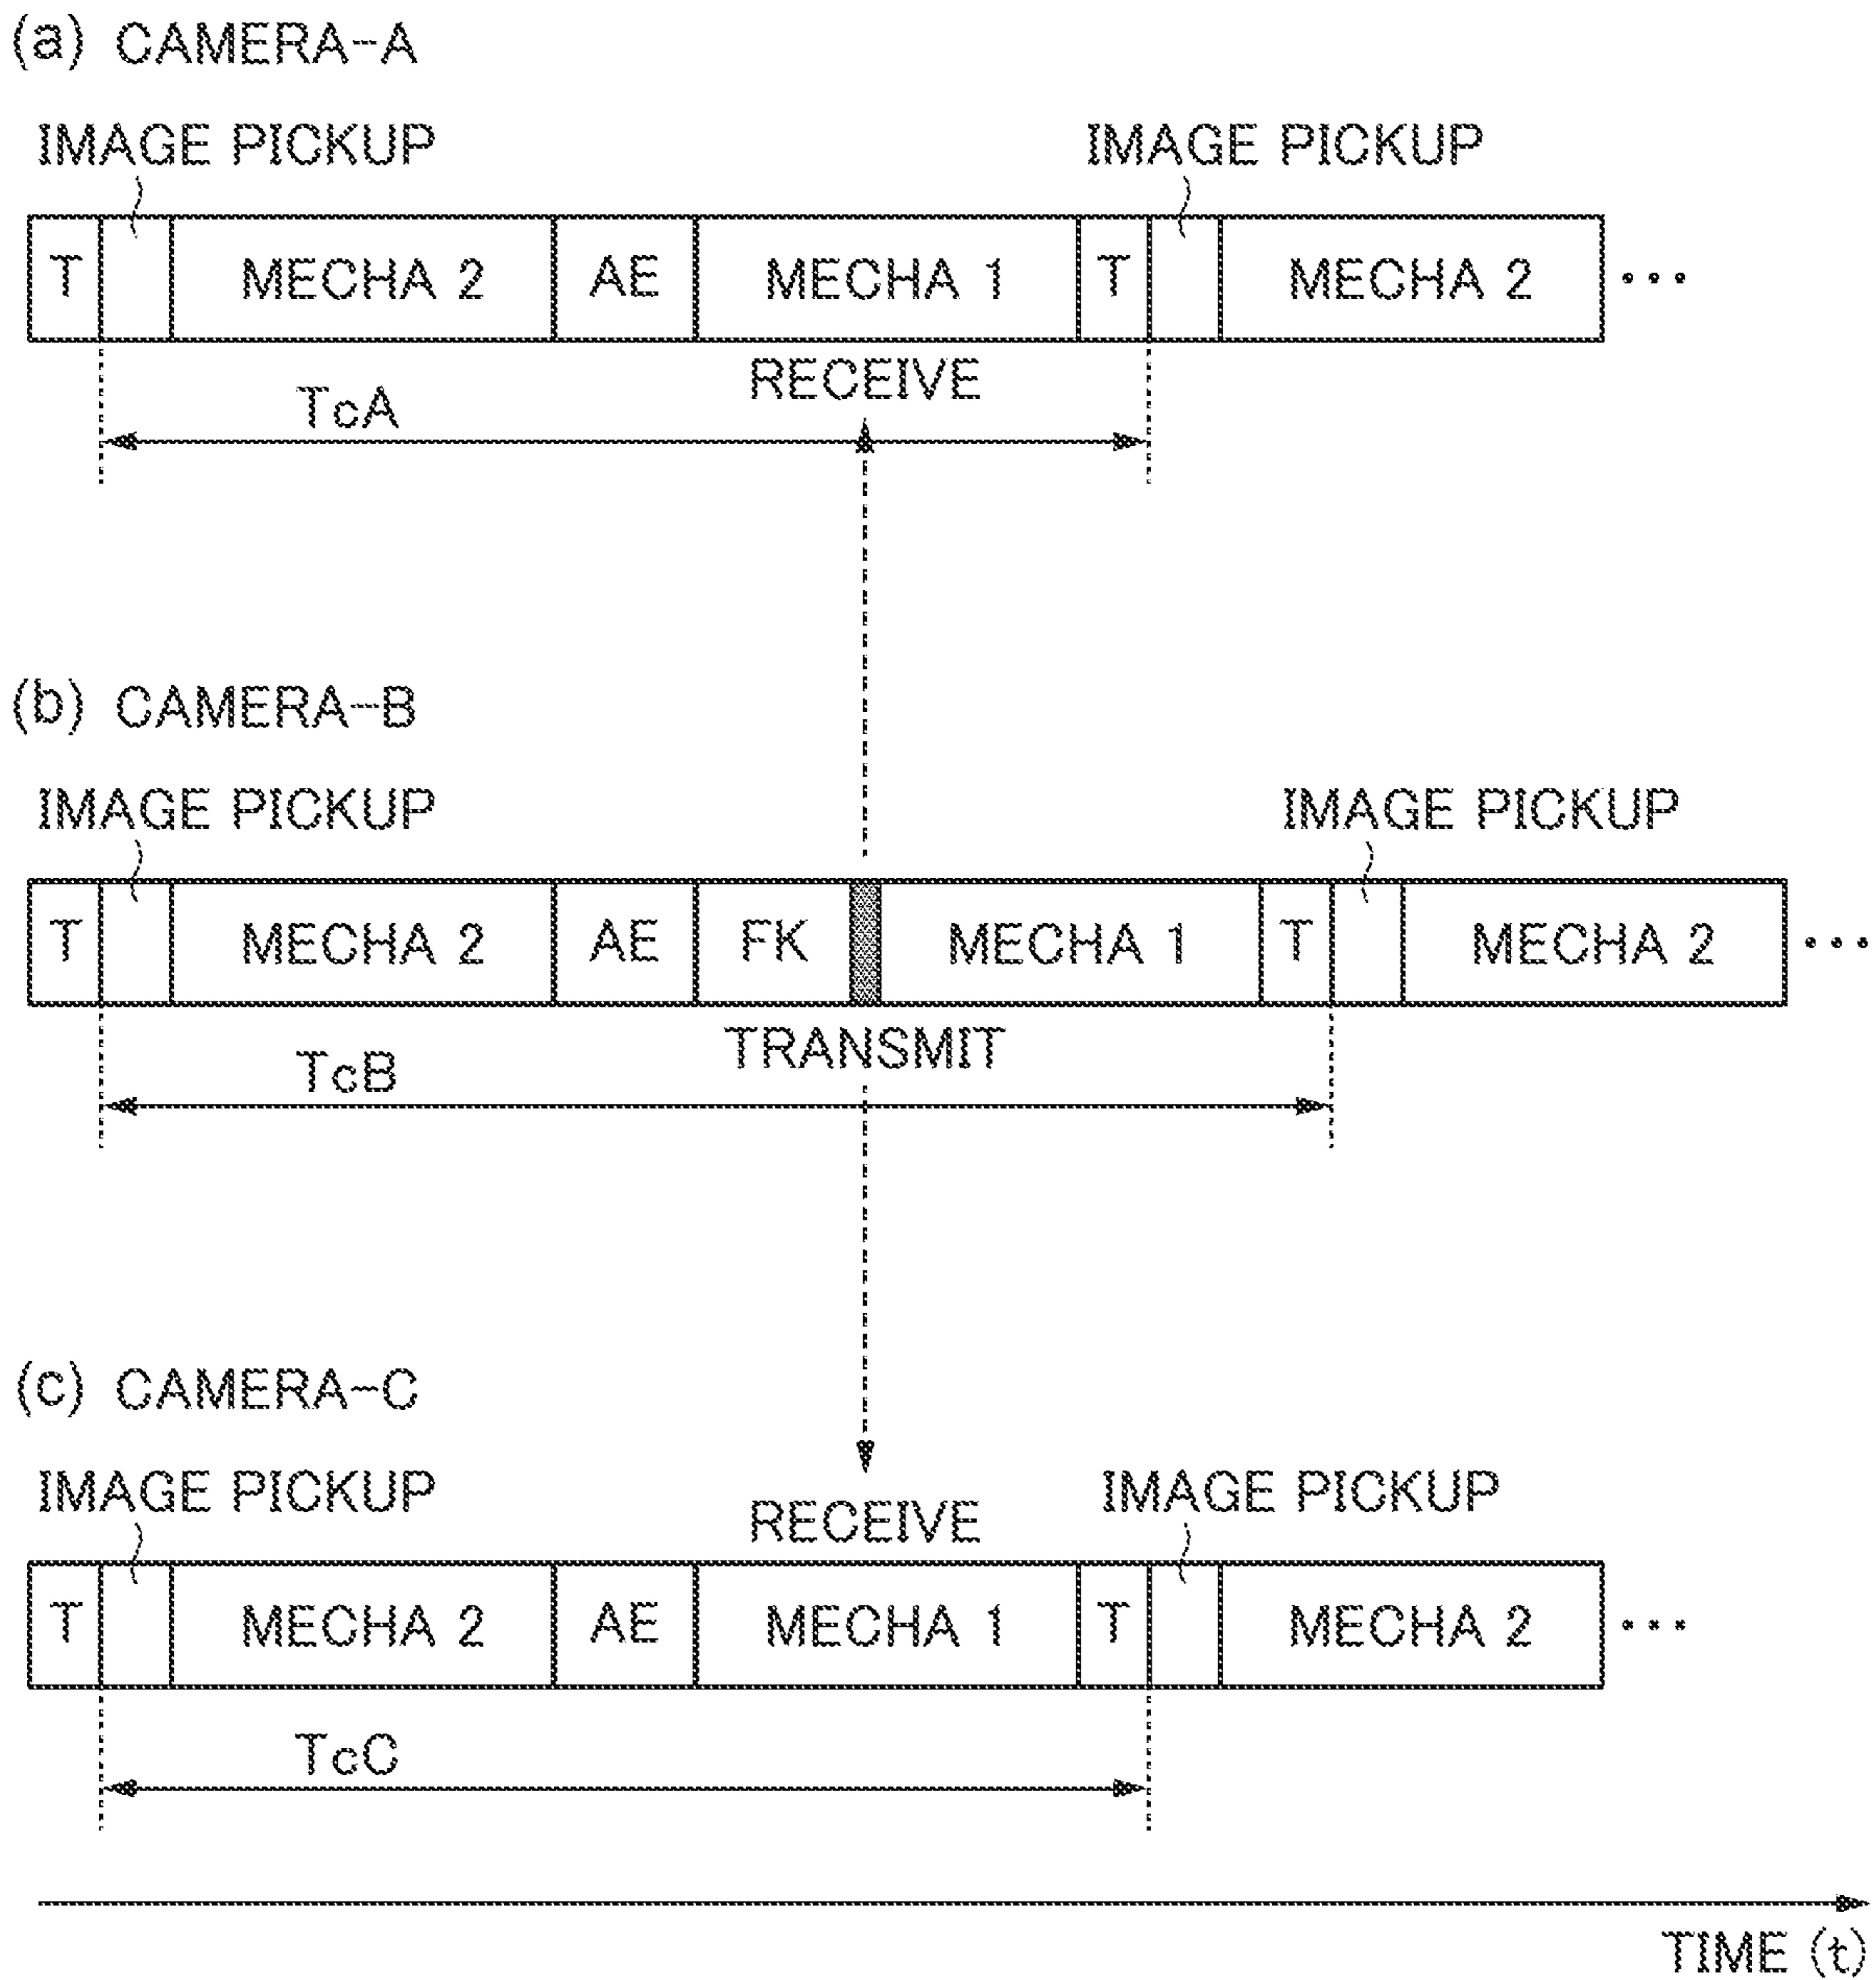 (a) CAMERA-A
IMAGE PICKUP IMAGE PICKUP
T MECHA 2 AE MECHA 1 T MECHA 2 ...
RECEIVE
TcA
(b) CAMERA-B
IMAGE PICKUP IMAGE PICKUP
T MECHA 2 AE FK MECHA 1 T MECHA 2 ...
TRANSMIT
TcB
(c) CAMERA-C
IMAGE PICKUP RECEIVE IMAGE PICKUP
T MECHA 2 AE MECHA 1 T MECHA 2 ...
TcC
TIME (t)